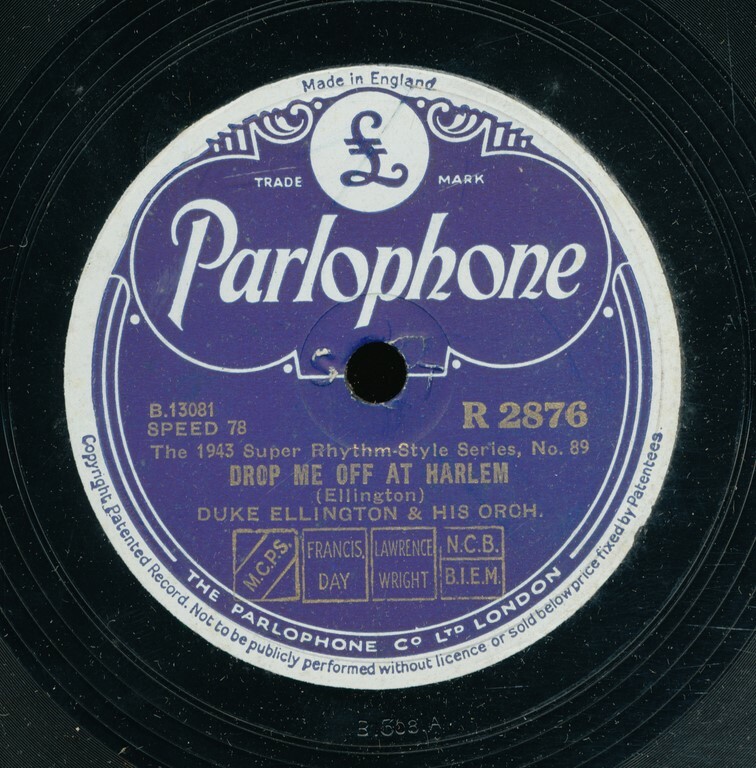 Made in England
£
TRADE MARK
Parlophone
B.13081
SPEED 78
R 2876
The 1943 Super Rhythm-Style Series, No. 89
DROP ME OFF AT HARLEM
(Ellington)
DUKE ELLINGTON & HIS ORCH.
M.C.P.S.
FRANCIS, DAY
LAWRENCE WRIGHT
N.C.B.
B.I.E.M.
THE PARLOPHONE CO LTD LONDON
Copyright. Patented Record. Not to be publicly performed without licence or sold below price fixed by Patentees.